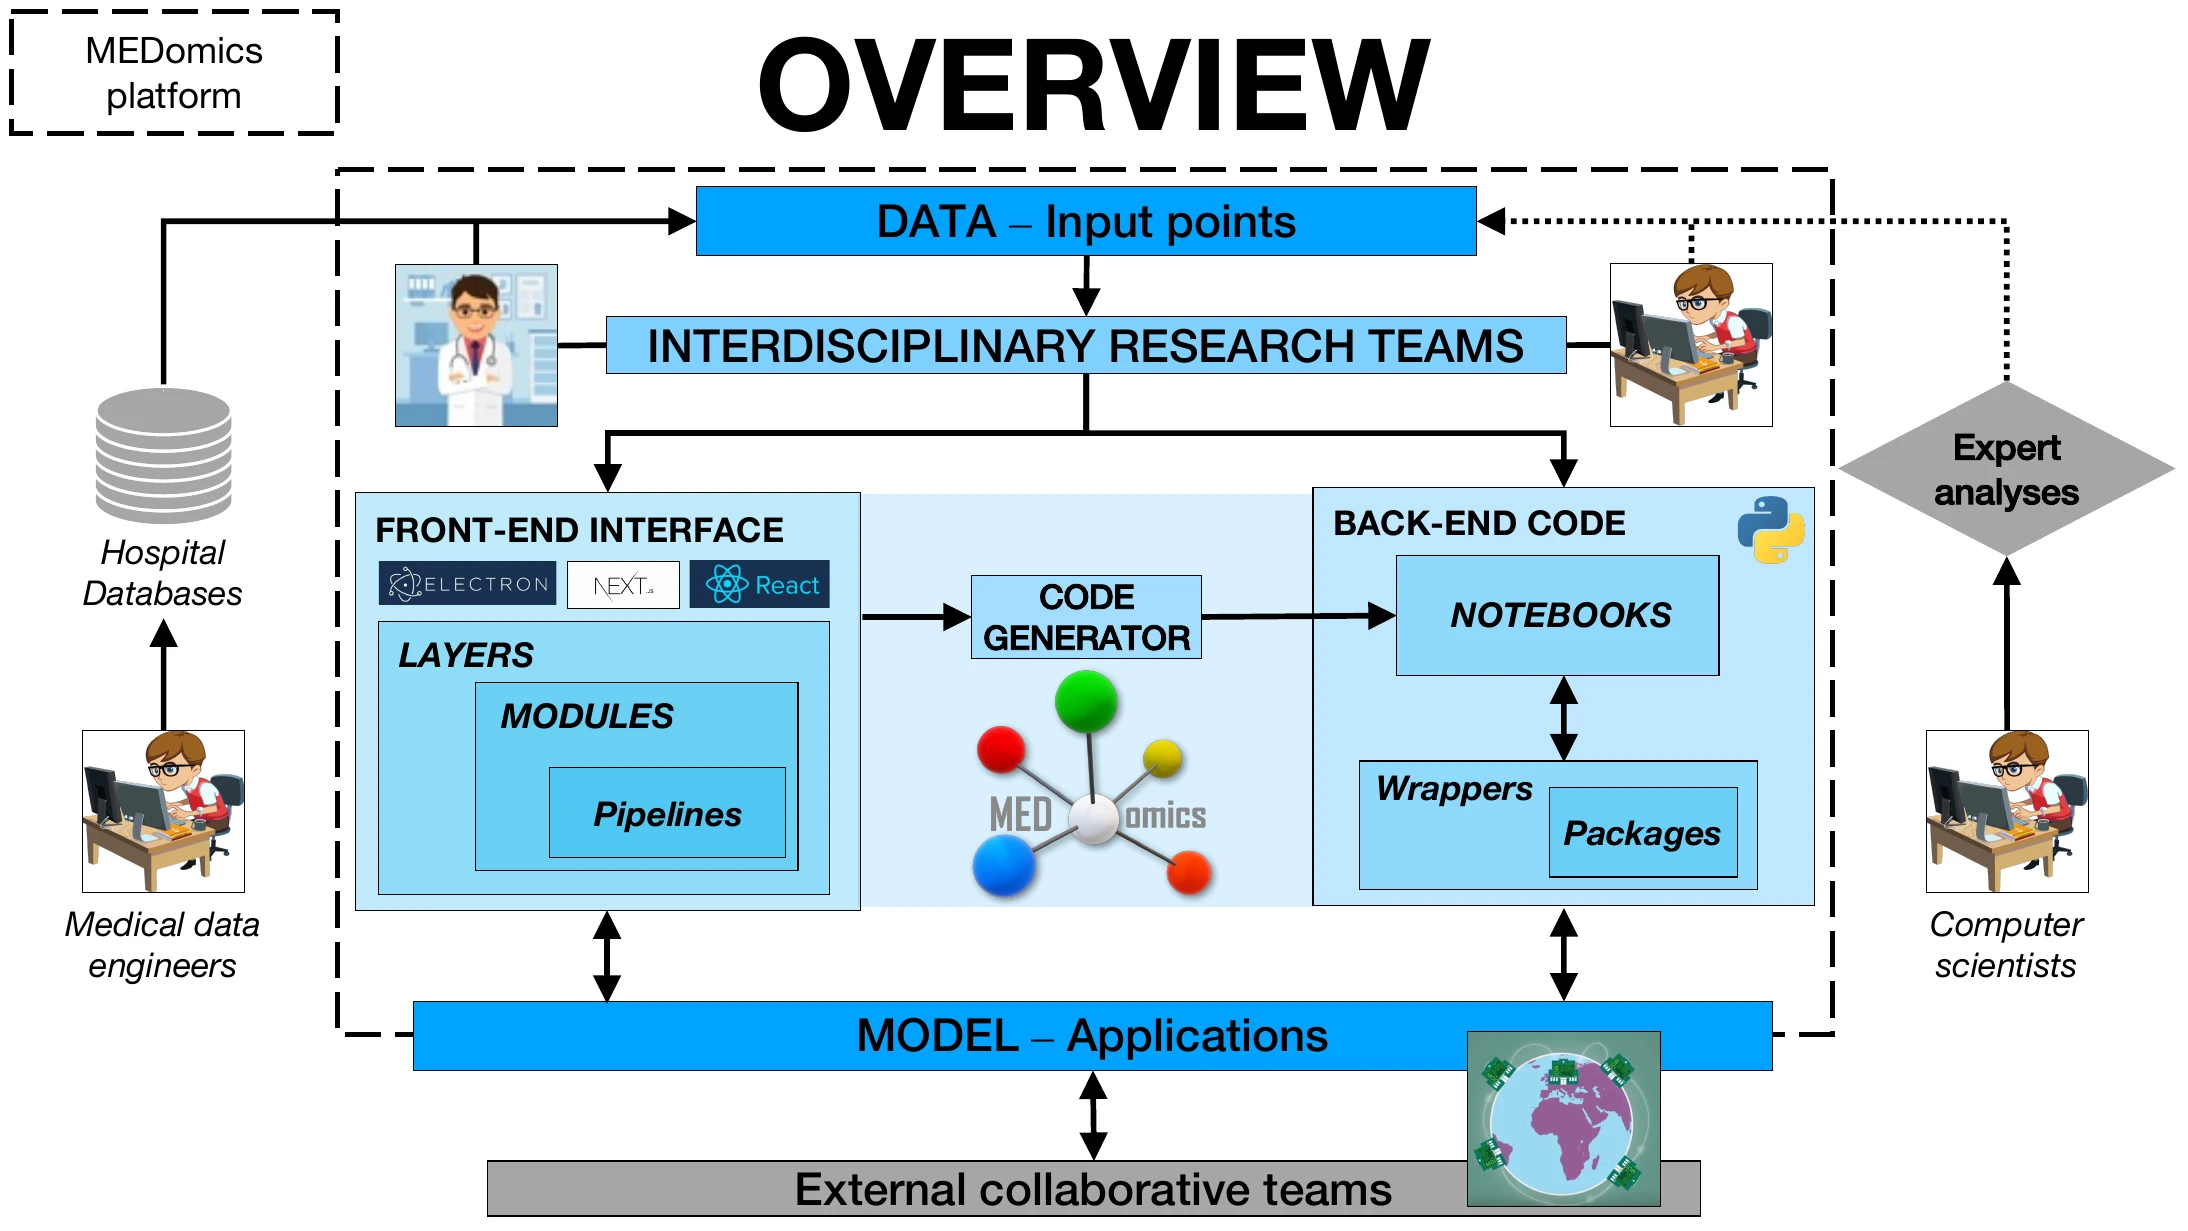 MEDomics
platform
OVERVIEW
DATA – Input points
INTERDISCIPLINARY RESEARCH TEAMS
Hospital
Databases
Medical data
engineers
FRONT-END INTERFACE
ELECTRON
NEXT.JS
React
LAYERS
MODULES
Pipelines
CODE
GENERATOR
MEDomics
BACK-END CODE
NOTEBOOKS
Wrappers
Packages
Expert
analyses
Computer
scientists
MODEL – Applications
External collaborative teams